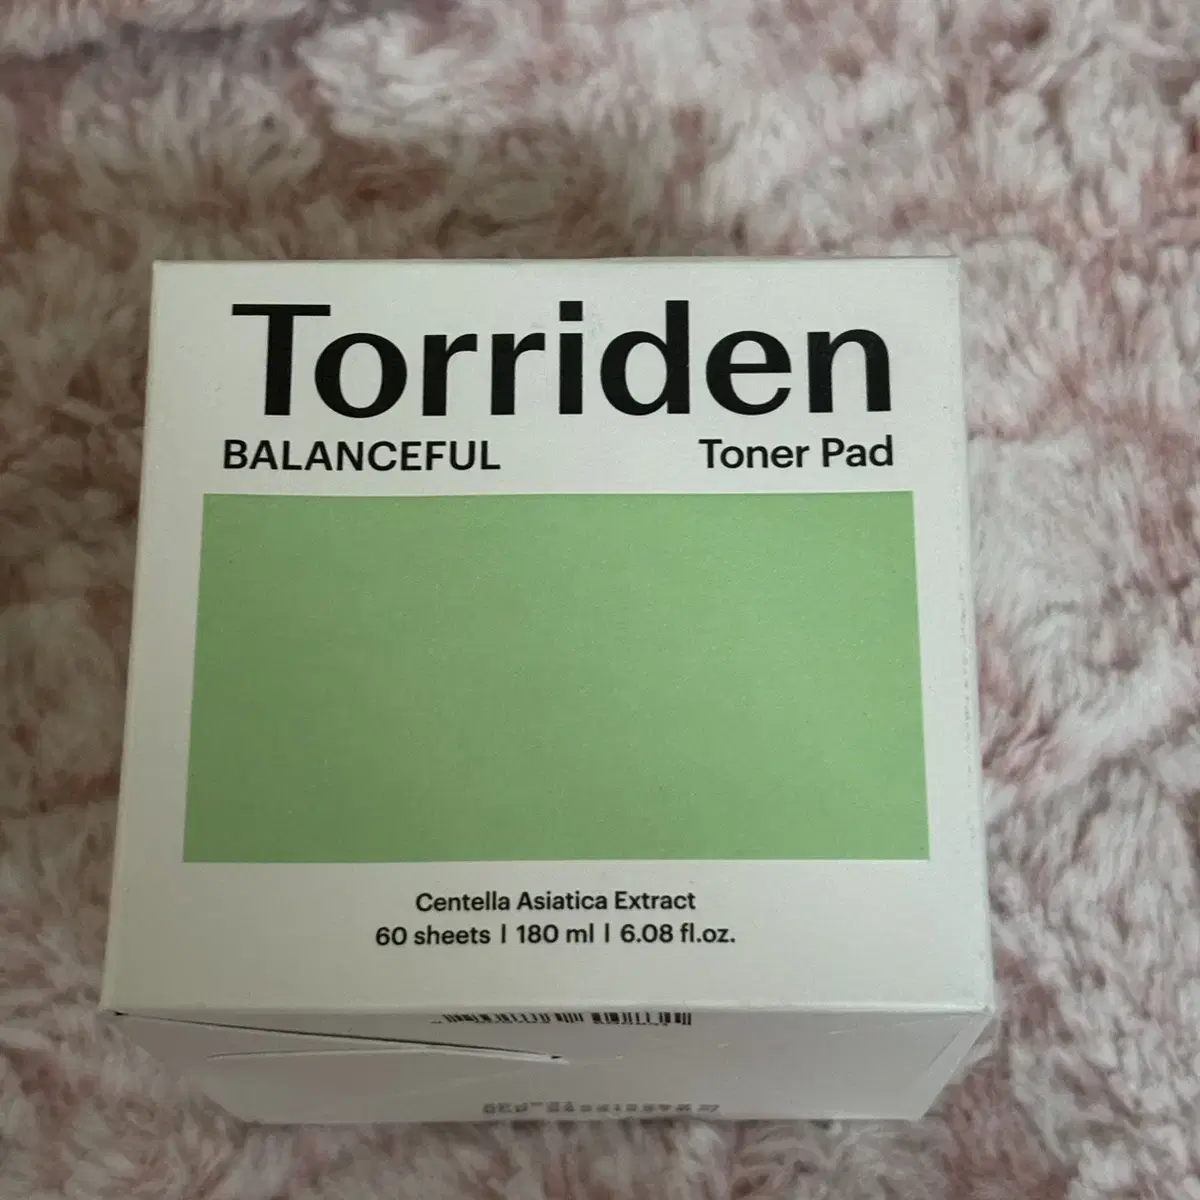 Torriden
BALANCEFUL Toner Pad
Centella Asiatica Extract
60 sheets | 180 ml | 6.08 fl.oz.